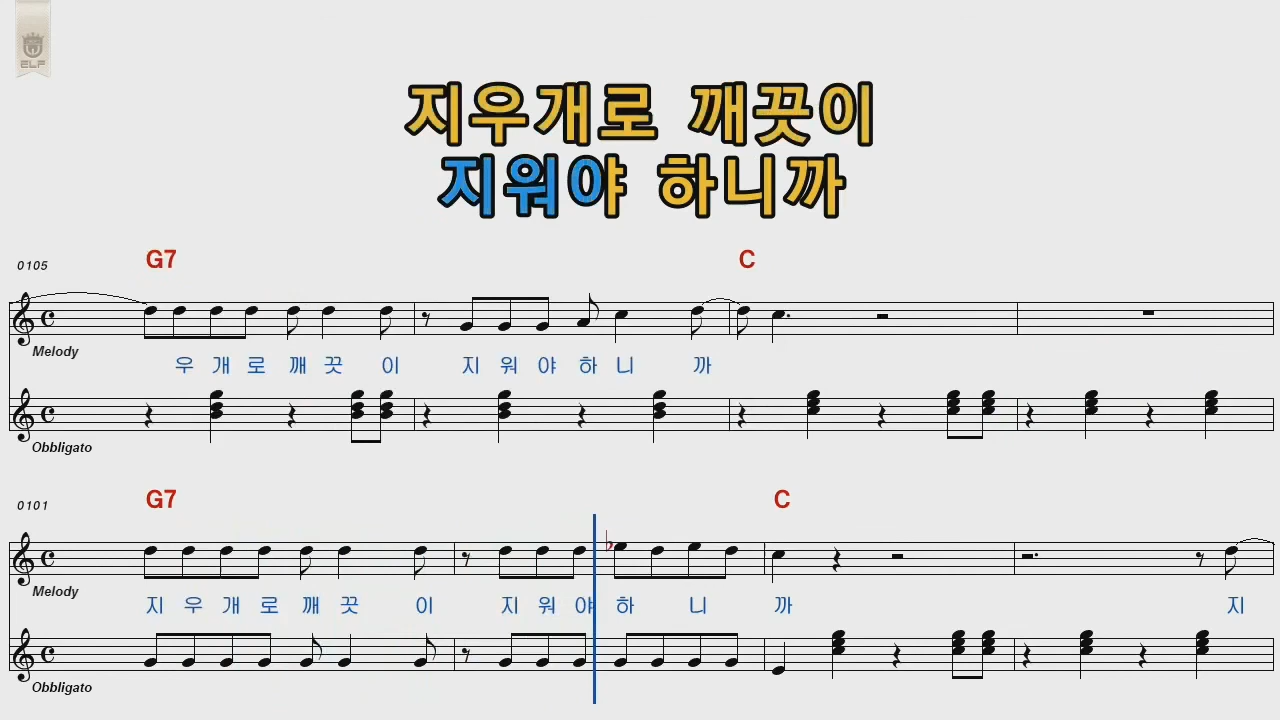 ELF
지우개로 깨끗이
지워야 하니까
0105
G7 C
Melody
우 개 로 깨 끗 이 지 워 야 하 니 까
Obbligato
0101
G7 C
Melody
지 우 개 로 깨 끗 이 지 워 야 하 니 까 지
Obbligato